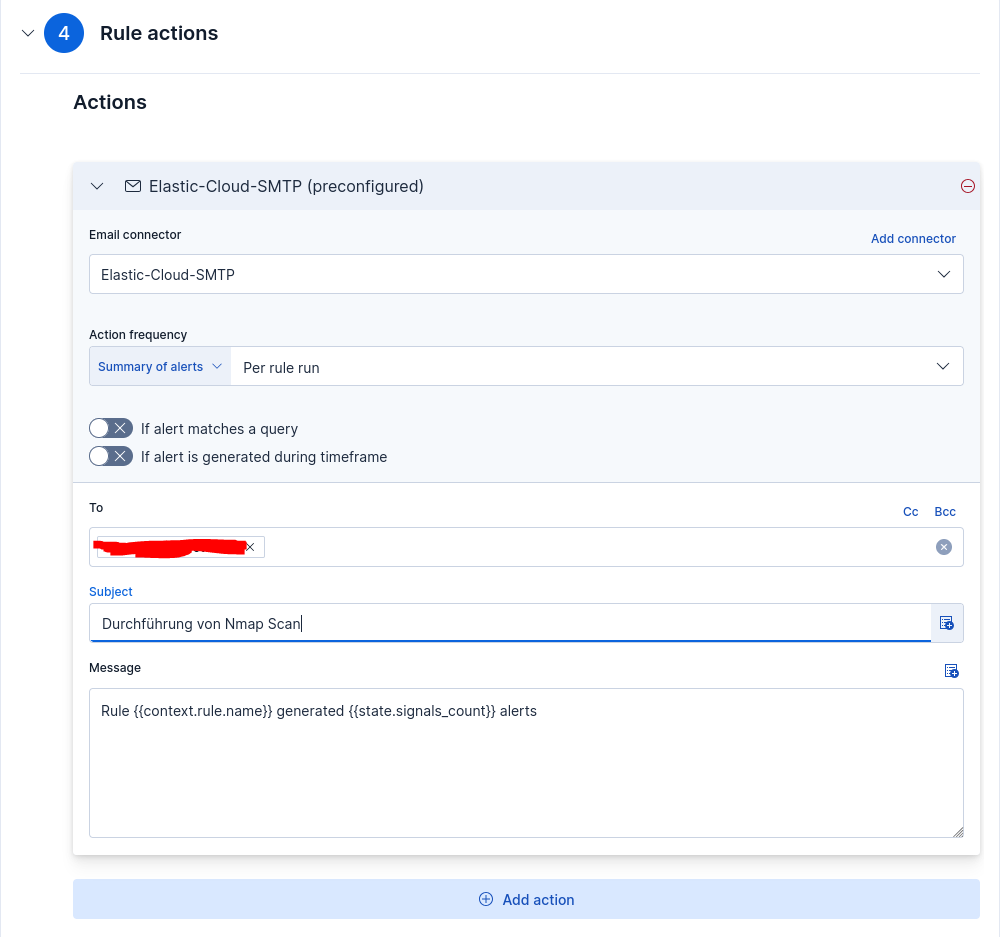 4 Rule actions
Actions
Elastic-Cloud-SMTP (preconfigured)
Email connector
Add connector
Elastic-Cloud-SMTP
Action frequency
Summary of alerts Per rule run
If alert matches a query
If alert is generated during timeframe
To
Cc Bcc
Subject
Durchführung von Nmap Scan
Message
Rule {{context.rule.name}} generated {{state.signals_count}} alerts
Add action